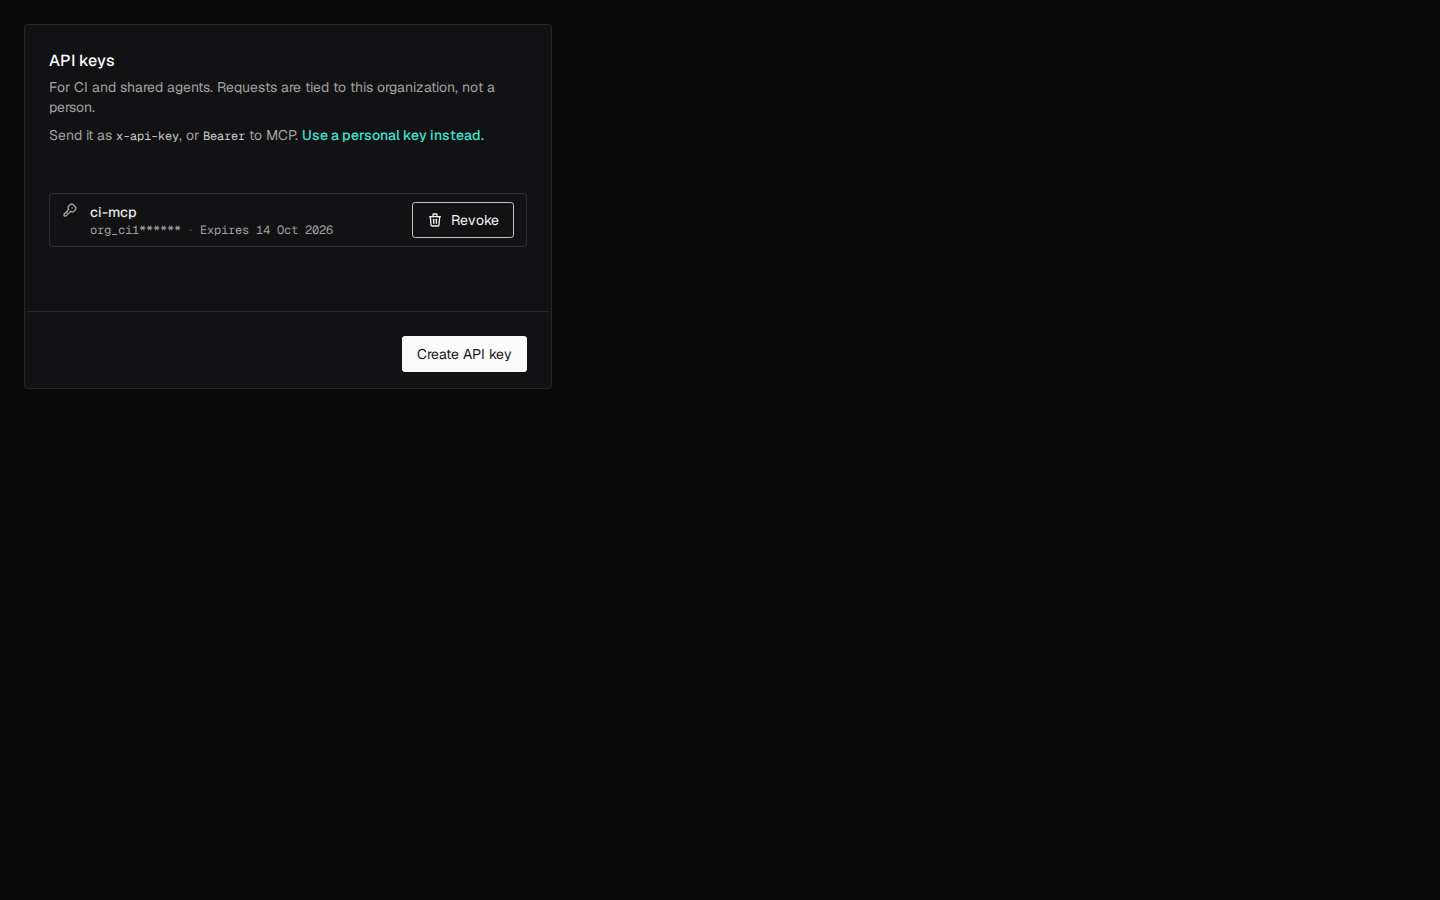 API keys
For CI and shared agents. Requests are tied to this organization, not a
person.
Send it as x-api-key, or Bearer to MCP. Use a personal key instead.
ci-mcp
org_ci1****** · Expires 14 Oct 2026
Revoke
Create API key